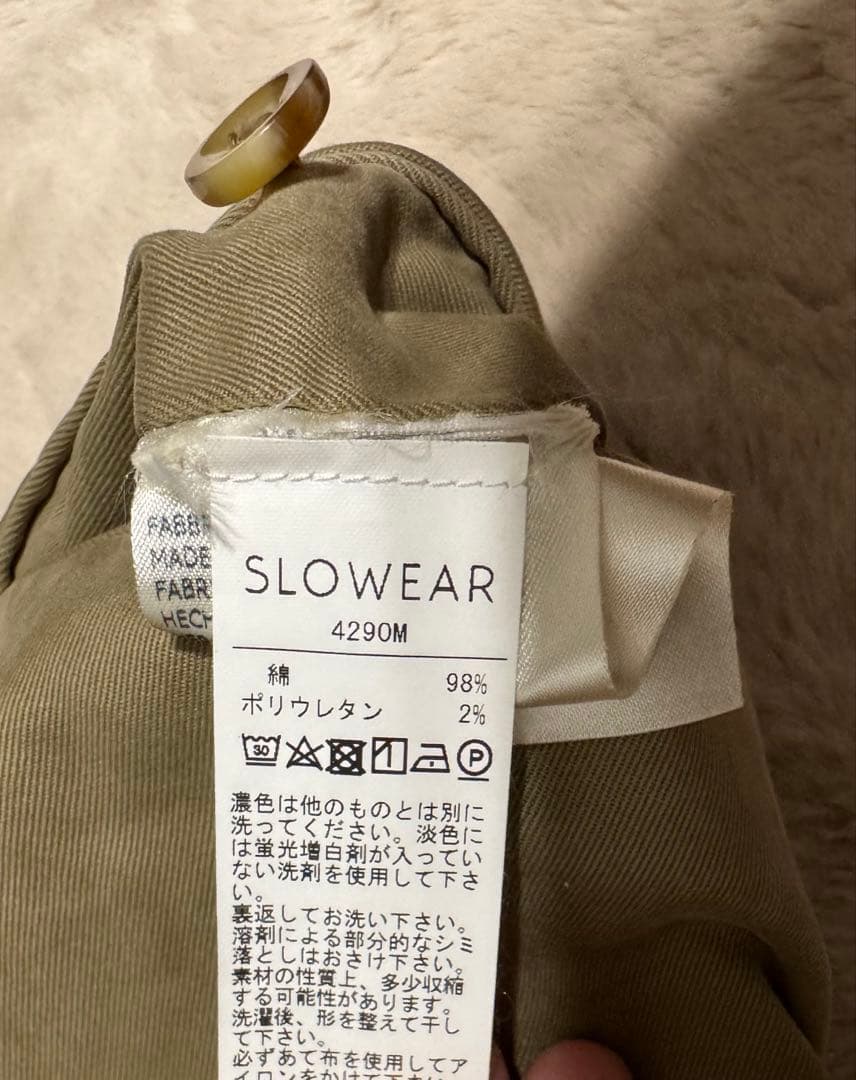 FABB
MADE
FABR
HECH
SLOWEAR
4290M
綿 98%
ポリウレタン 2%
30
P
濃色は他のものとは別に
洗ってください。淡色に
は蛍光増白剤が入ってい
ない洗剤を使用して下さ
い。
裏返してお洗い下さい。
溶剤による部分的なシミ
落としはおさけ下さい。
素材の性質上、多少収縮
する可能性があります。
洗濯後、形を整えて干し
て下さい。
必ずあて布を使用してア
イロンをかけて下さい